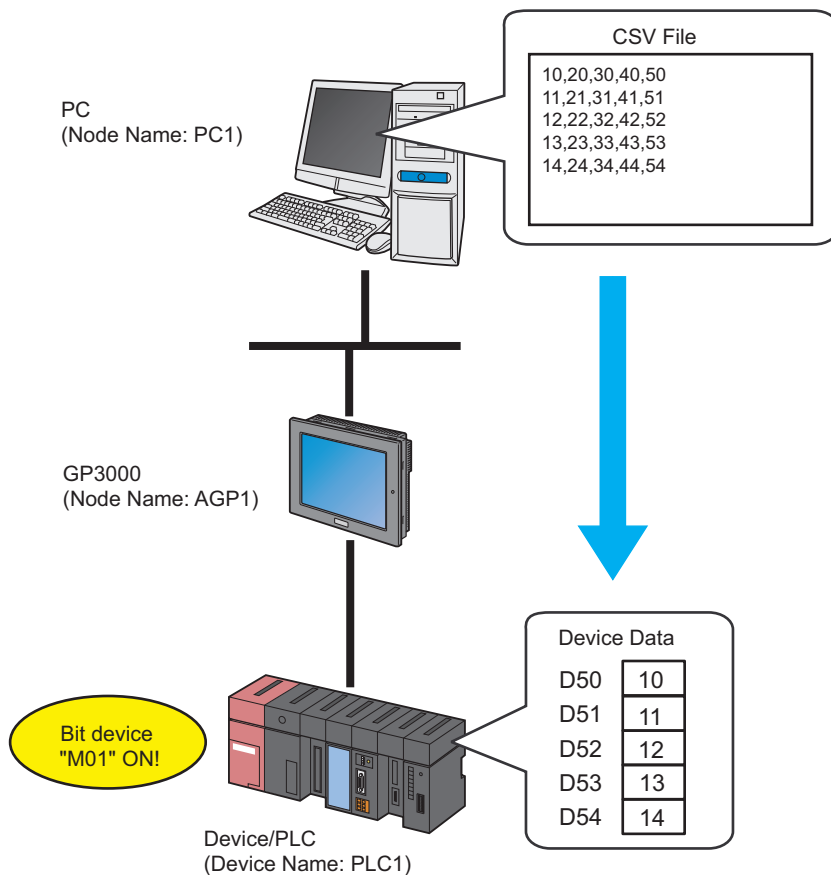 CSV File
10,20,30,40,50
11,21,31,41,51
12,22,32,42,52
13,23,33,43,53
14,24,34,44,54
PC
(Node Name: PC1)
GP3000
(Node Name: AGP1)
Bit device
"M01" ON!
Device/PLC
(Device Name: PLC1)
Device Data
D50 10
D51 11
D52 12
D53 13
D54 14